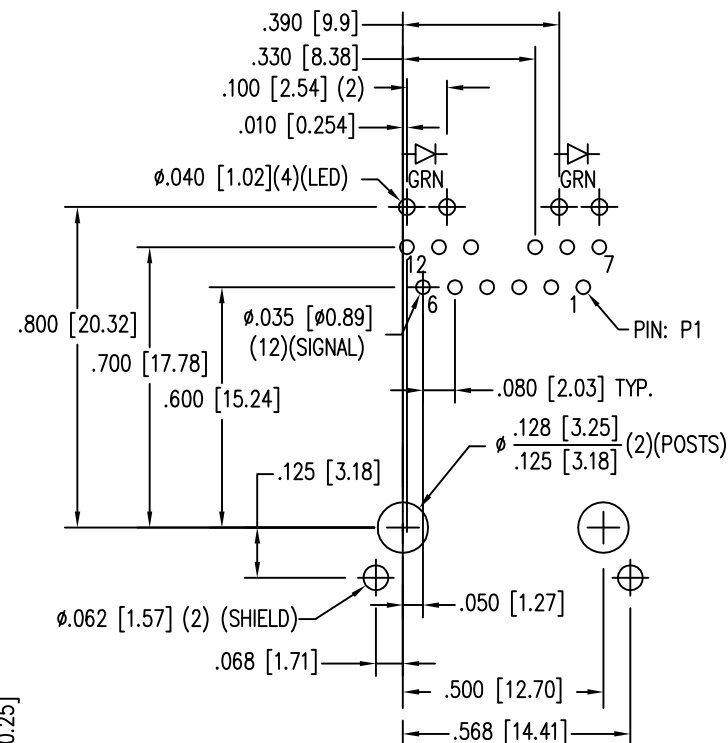 .390 [9.9]
.330 [8.38]
.100 [2.54] (2)
.010 [0.254]
ø.040 [1.02](4)(LED)
GRN
GRN
12
7
.800 [20.32]
ø.035 [ø0.89]
(12)(SIGNAL)
6
1
PIN: P1
.700 [17.78]
.600 [15.24]
.080 [2.03] TYP.
ø .128 [3.25] (2)(POSTS)
.125 [3.18]
.125 [3.18]
ø.062 [1.57] (2) (SHIELD)
.050 [1.27]
.068 [1.71]
.500 [12.70]
.568 [14.41]
0.25]